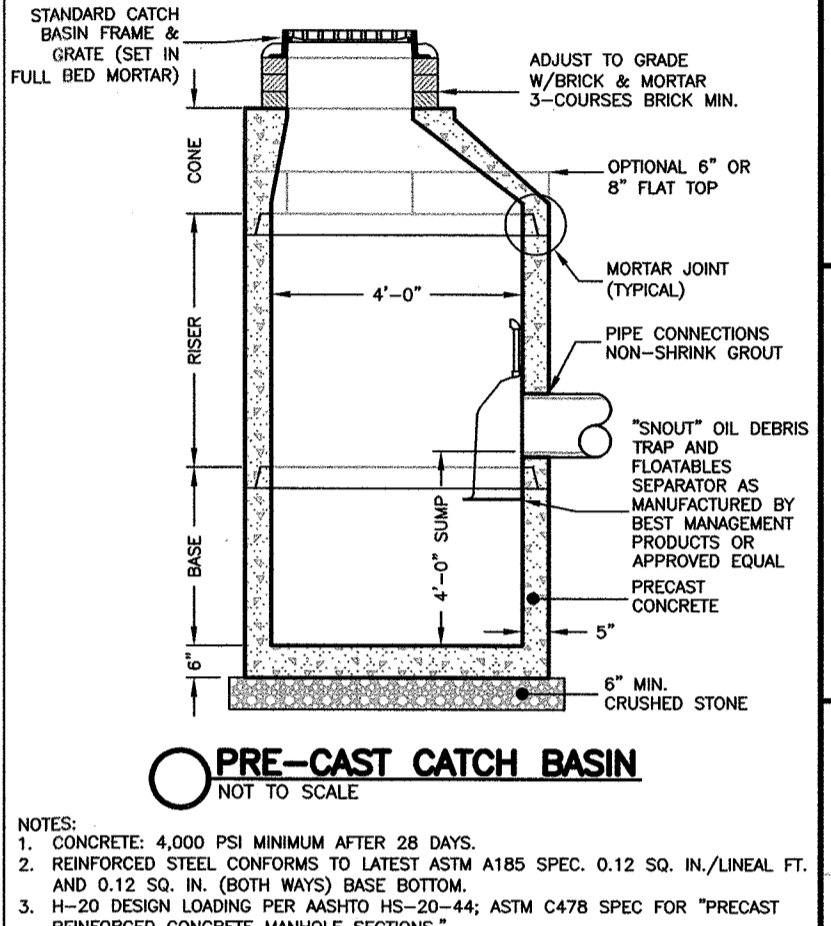 STANDARD CATCH
BASIN FRAME &
GRATE (SET IN
FULL BED MORTAR)
ADJUST TO GRADE
W/BRICK & MORTAR
3-COURSES BRICK MIN.
CONE
OPTIONAL 6" OR
8" FLAT TOP
MORTAR JOINT
(TYPICAL)
4'-0"
RISER
PIPE CONNECTIONS
NON-SHRINK GROUT
"SNOUT" OIL DEBRIS
TRAP AND
FLOATABLES
SEPARATOR AS
MANUFACTURED BY
BEST MANAGEMENT
PRODUCTS OR
APPROVED EQUAL
BASE
4'-0" SUMP
PRECAST
CONCRETE
5"
6"
6" MIN.
CRUSHED STONE
PRE-CAST CATCH BASIN
NOT TO SCALE
NOTES:
1. CONCRETE: 4,000 PSI MINIMUM AFTER 28 DAYS.
2. REINFORCED STEEL CONFORMS TO LATEST ASTM A185 SPEC. 0.12 SQ. IN./LINEAL FT.
AND 0.12 SQ. IN. (BOTH WAYS) BASE BOTTOM.
3. H-20 DESIGN LOADING PER AASHTO HS-20-44; ASTM C478 SPEC FOR "PRECAST
REINFORCED CONCRETE MANHOLE SECTIONS."